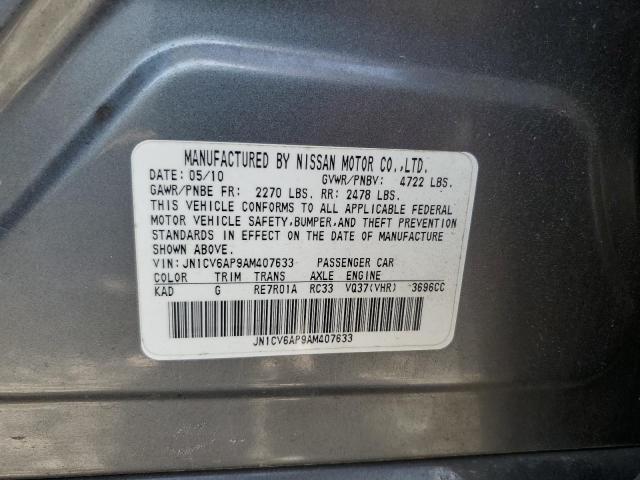 MANUFACTURED BY NISSAN MOTOR CO.,LTD.
DATE: 05/10 GVWR/PNBV: 4722 LBS.
GAWR/PNBE FR: 2270 LBS. RR: 2478 LBS.
THIS VEHICLE CONFORMS TO ALL APPLICABLE FEDERAL
MOTOR VEHICLE SAFETY,BUMPER,AND THEFT PREVENTION
STANDARDS IN EFFECT ON THE DATE OF MANUFACTURE
SHOWN ABOVE.
VIN: JN1CV6AP9AM407633 PASSENGER CAR
COLOR TRIM TRANS AXLE ENGINE
KAD G RE7R01A RC33 VQ37(VHR) 3696CC
JN1CV6AP9AM407633